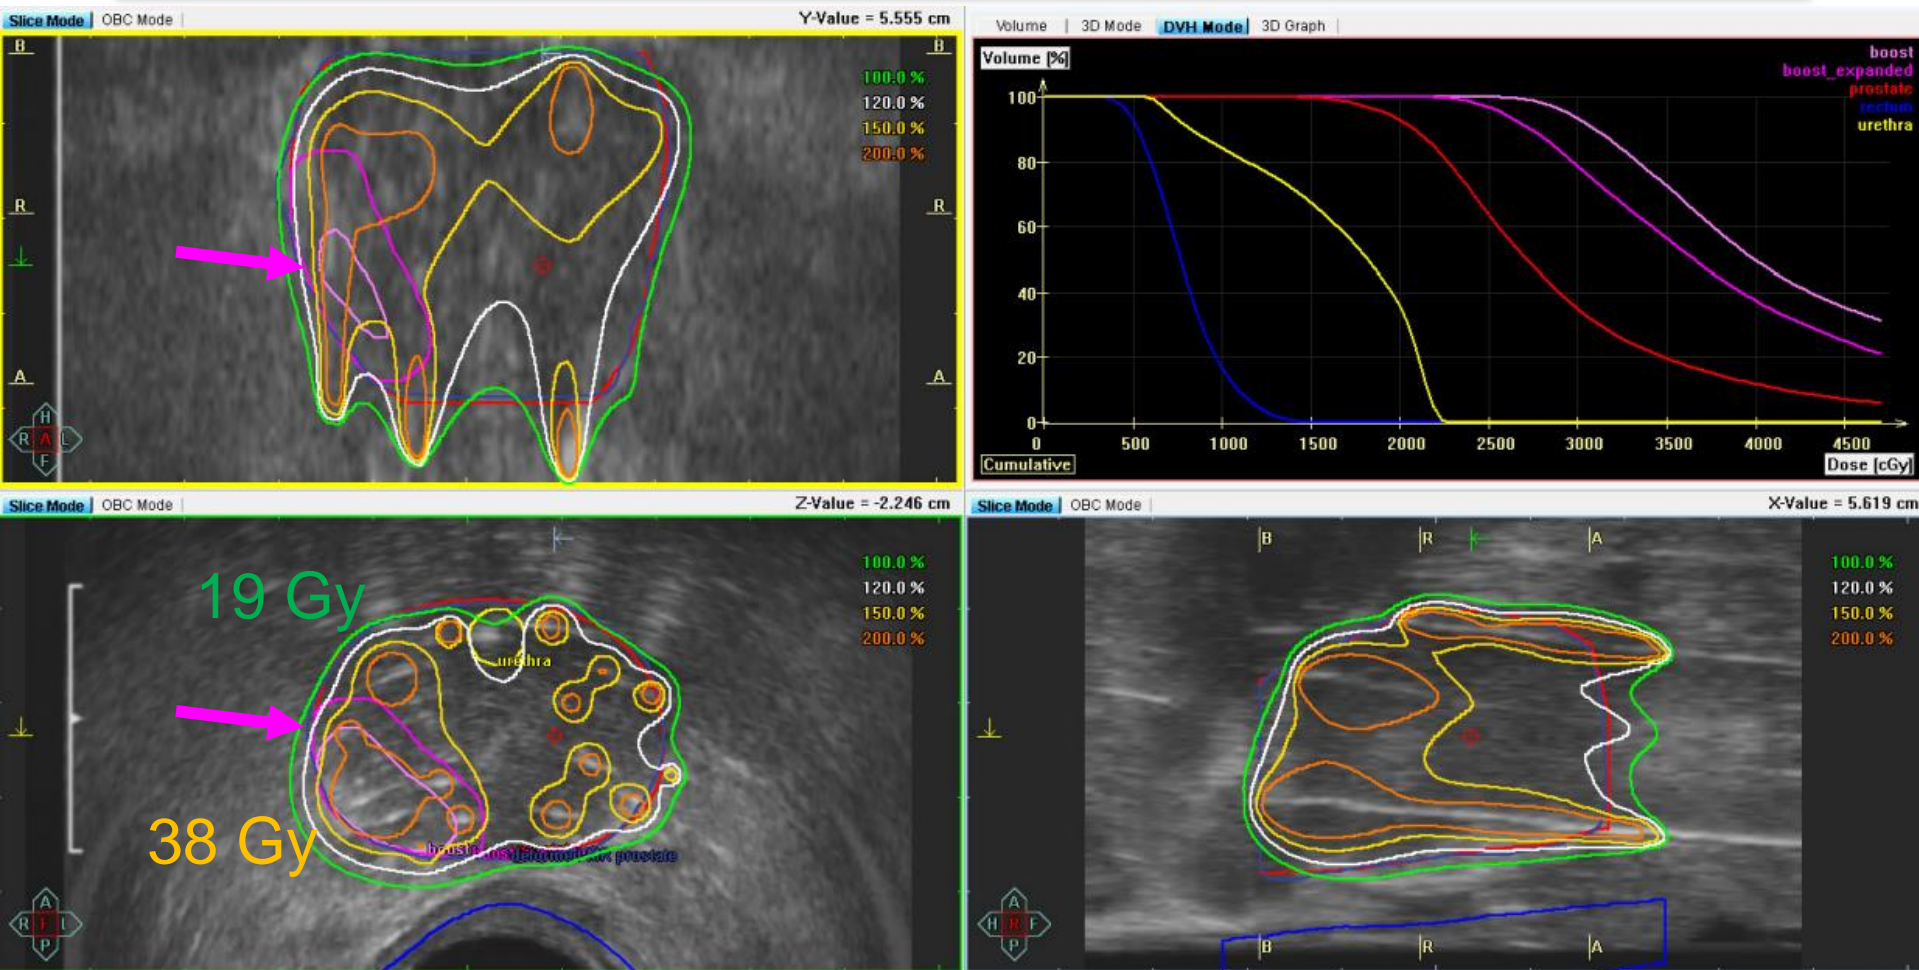 Slice Mode OBC Mode Y-Value = 5.555 cm
B B
100.0 %
120.0 %
150.0 %
200.0 %
R R
A A
H
R A L
F
Volume 3D Mode DVH Mode 3D Graph
Volume [%]
boost
boost_expanded
prostate
rectum
urethra
100
80
60
40
20
0
0 500 1000 1500 2000 2500 3000 3500 4000 4500
Cumulative Dose [cGy]
Slice Mode OBC Mode Z-Value = -2.246 cm
100.0 %
120.0 %
150.0 %
200.0 %
19 Gy
urethra
38 Gy
prostate
A
R F L
P
Slice Mode OBC Mode X-Value = 5.619 cm
B R A
100.0 %
120.0 %
150.0 %
200.0 %
A
H R F
P
B R A